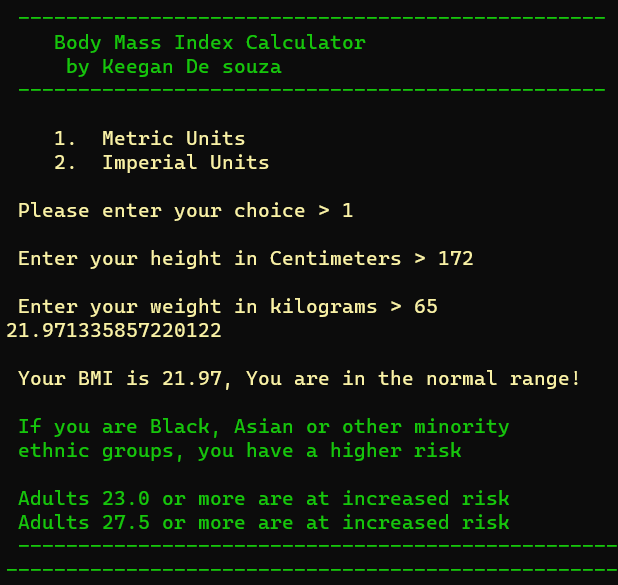 Body Mass Index Calculator
by Keegan De souza
1. Metric Units
2. Imperial Units
Please enter your choice > 1
Enter your height in Centimeters > 172
Enter your weight in kilograms > 65
21.971335857220122
Your BMI is 21.97, You are in the normal range!
If you are Black, Asian or other minority
ethnic groups, you have a higher risk
Adults 23.0 or more are at increased risk
Adults 27.5 or more are at increased risk